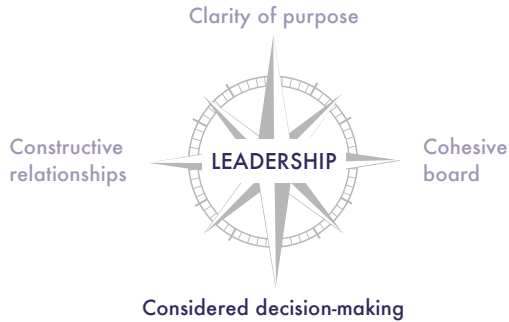 Clarity of purpose
Constructive
relationships
LEADERSHIP
Cohesive
board
Considered decision-making